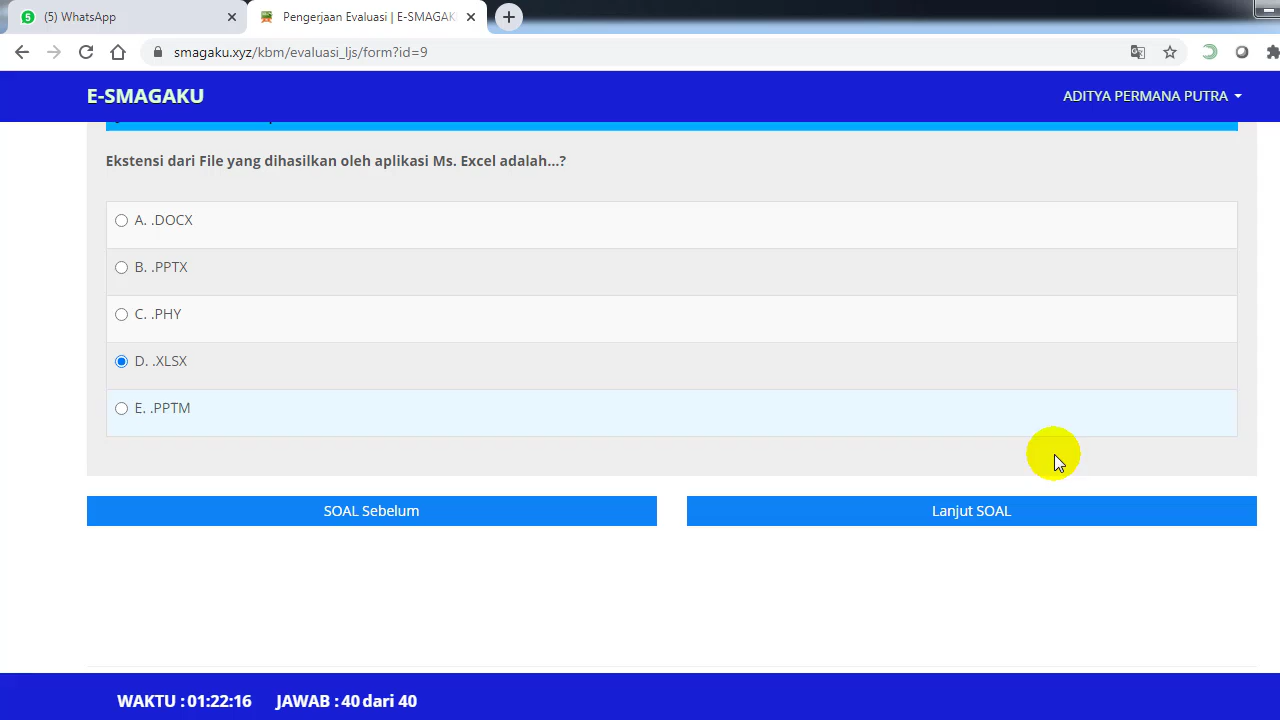 (5) WhatsApp
Pengerjaan Evaluasi | E-SMAGAKU
smagaku.xyz/kbm/evaluasi_ljs/form?id=9
E-SMAGAKU
ADITYA PERMANA PUTRA
Ekstensi dari File yang dihasilkan oleh aplikasi Ms. Excel adalah...?
A. .DOCX
B. .PPTX
C. .PHY
D. .XLSX
E. .PPTM
SOAL Sebelum
Lanjut SOAL
WAKTU : 01:22:16
JAWAB : 40 dari 40